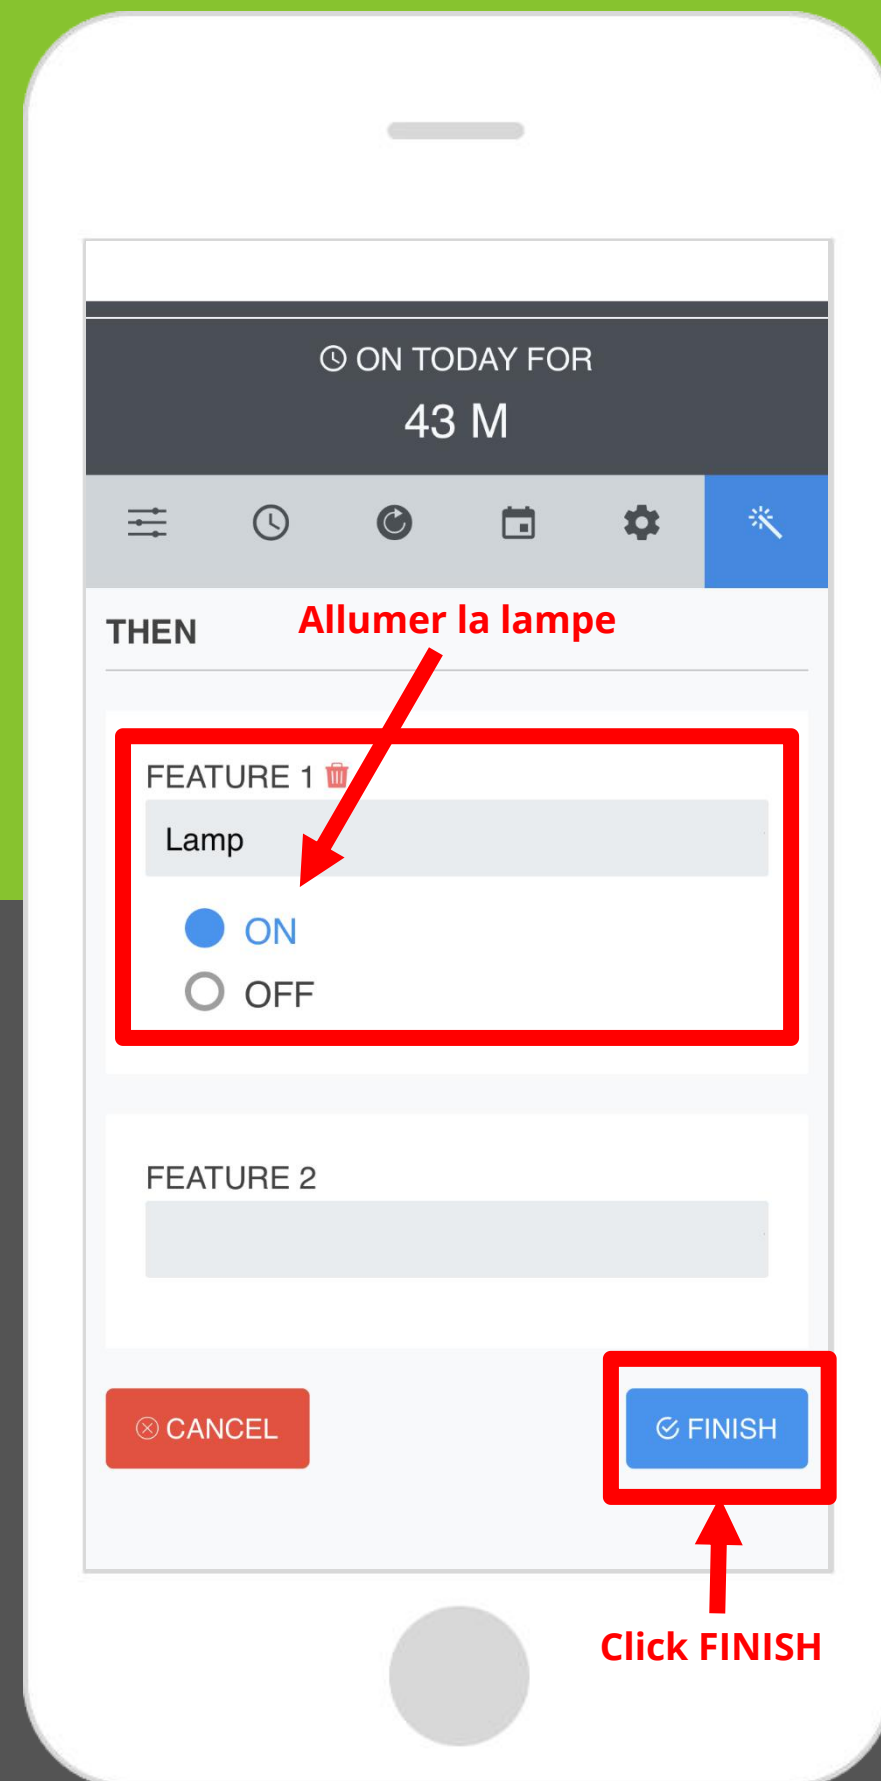 ON TODAY FOR
43 M
THEN
Allumer la lampe
FEATURE 1
Lamp
ON
OFF
FEATURE 2
CANCEL
FINISH
Click FINISH